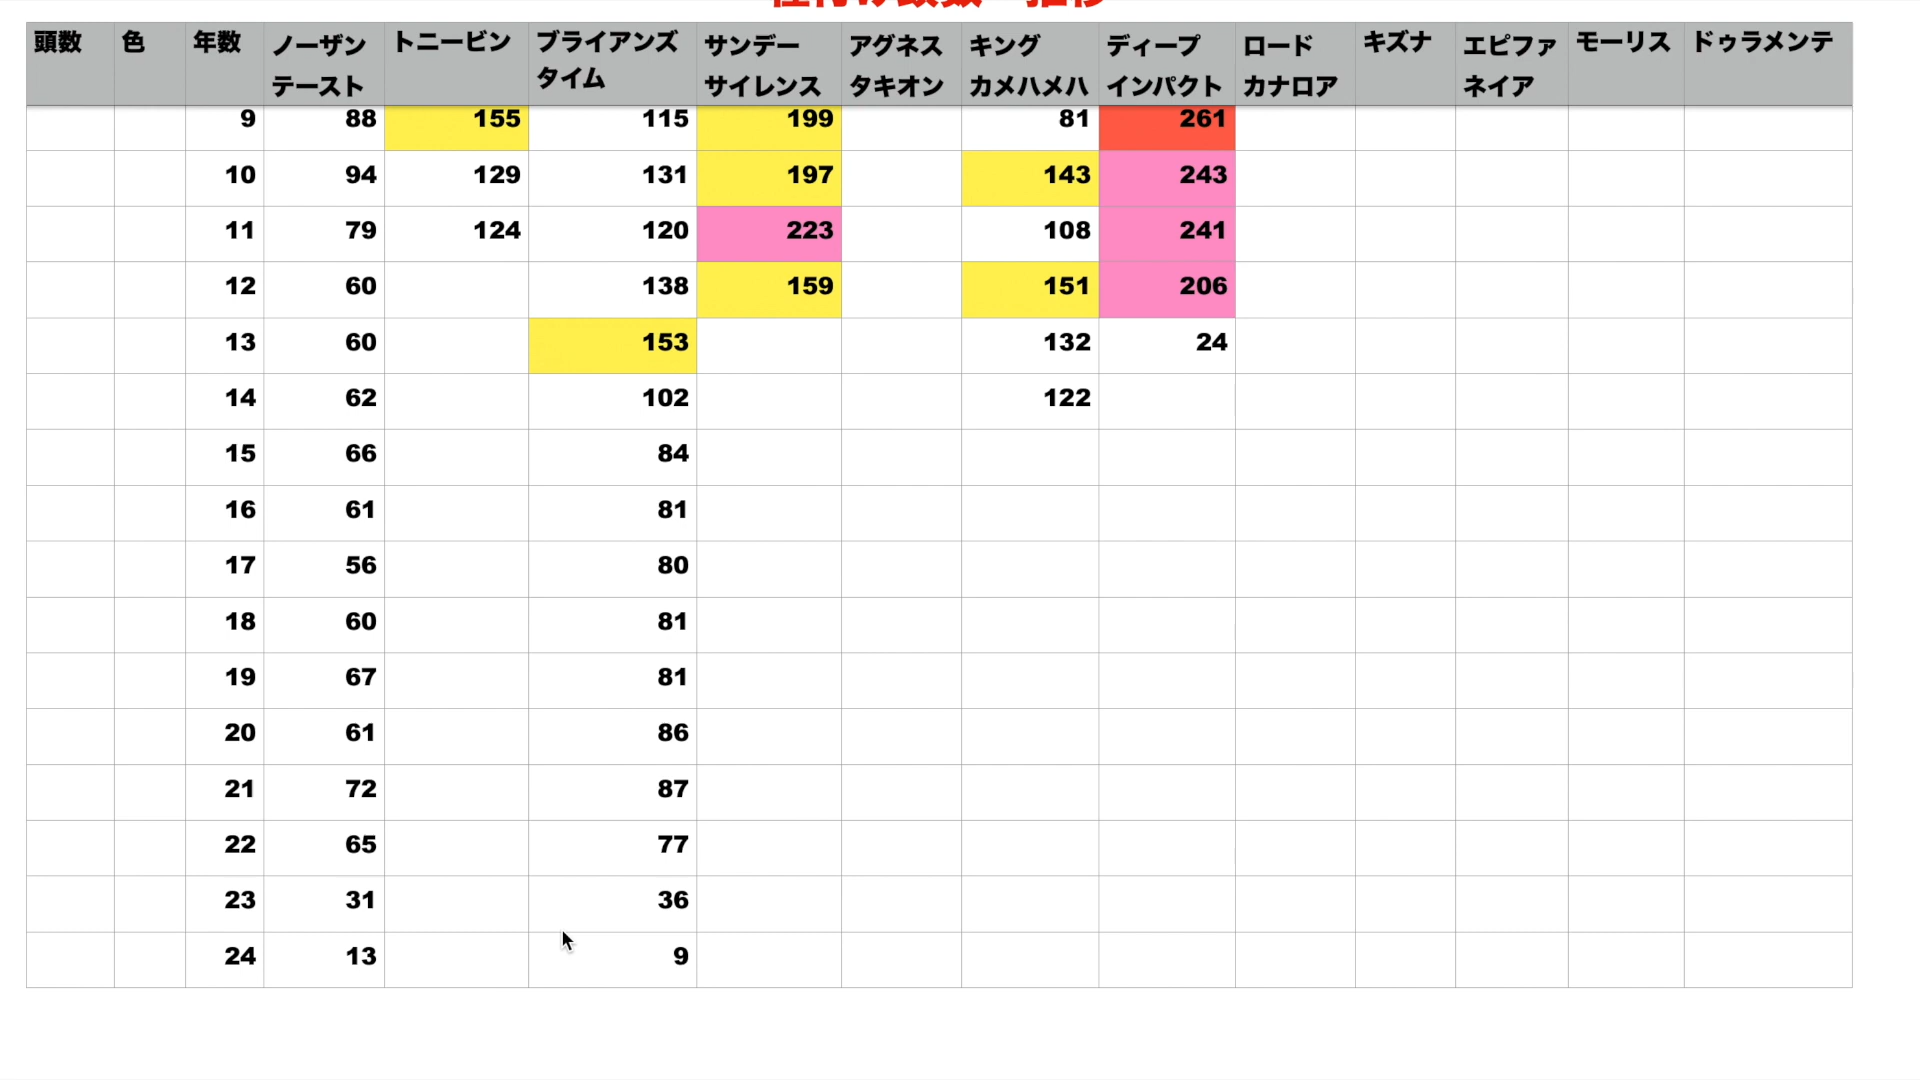 頭数 色 年数 ノーザンテースト トニービン ブライアンズタイム サンデーサイレンス アグネスタキオン キングカメハメハ ディープインパクト ロードカナロア キズナ エピファネイア モーリス ドゥラメンテ
9 88 155 115 199 81 261
10 94 129 131 197 143 243
11 79 124 120 223 108 241
12 60 138 159 151 206
13 60 153 132 24
14 62 102 122
15 66 84
16 61 81
17 56 80
18 60 81
19 67 81
20 61 86
21 72 87
22 65 77
23 31 36
24 13 9